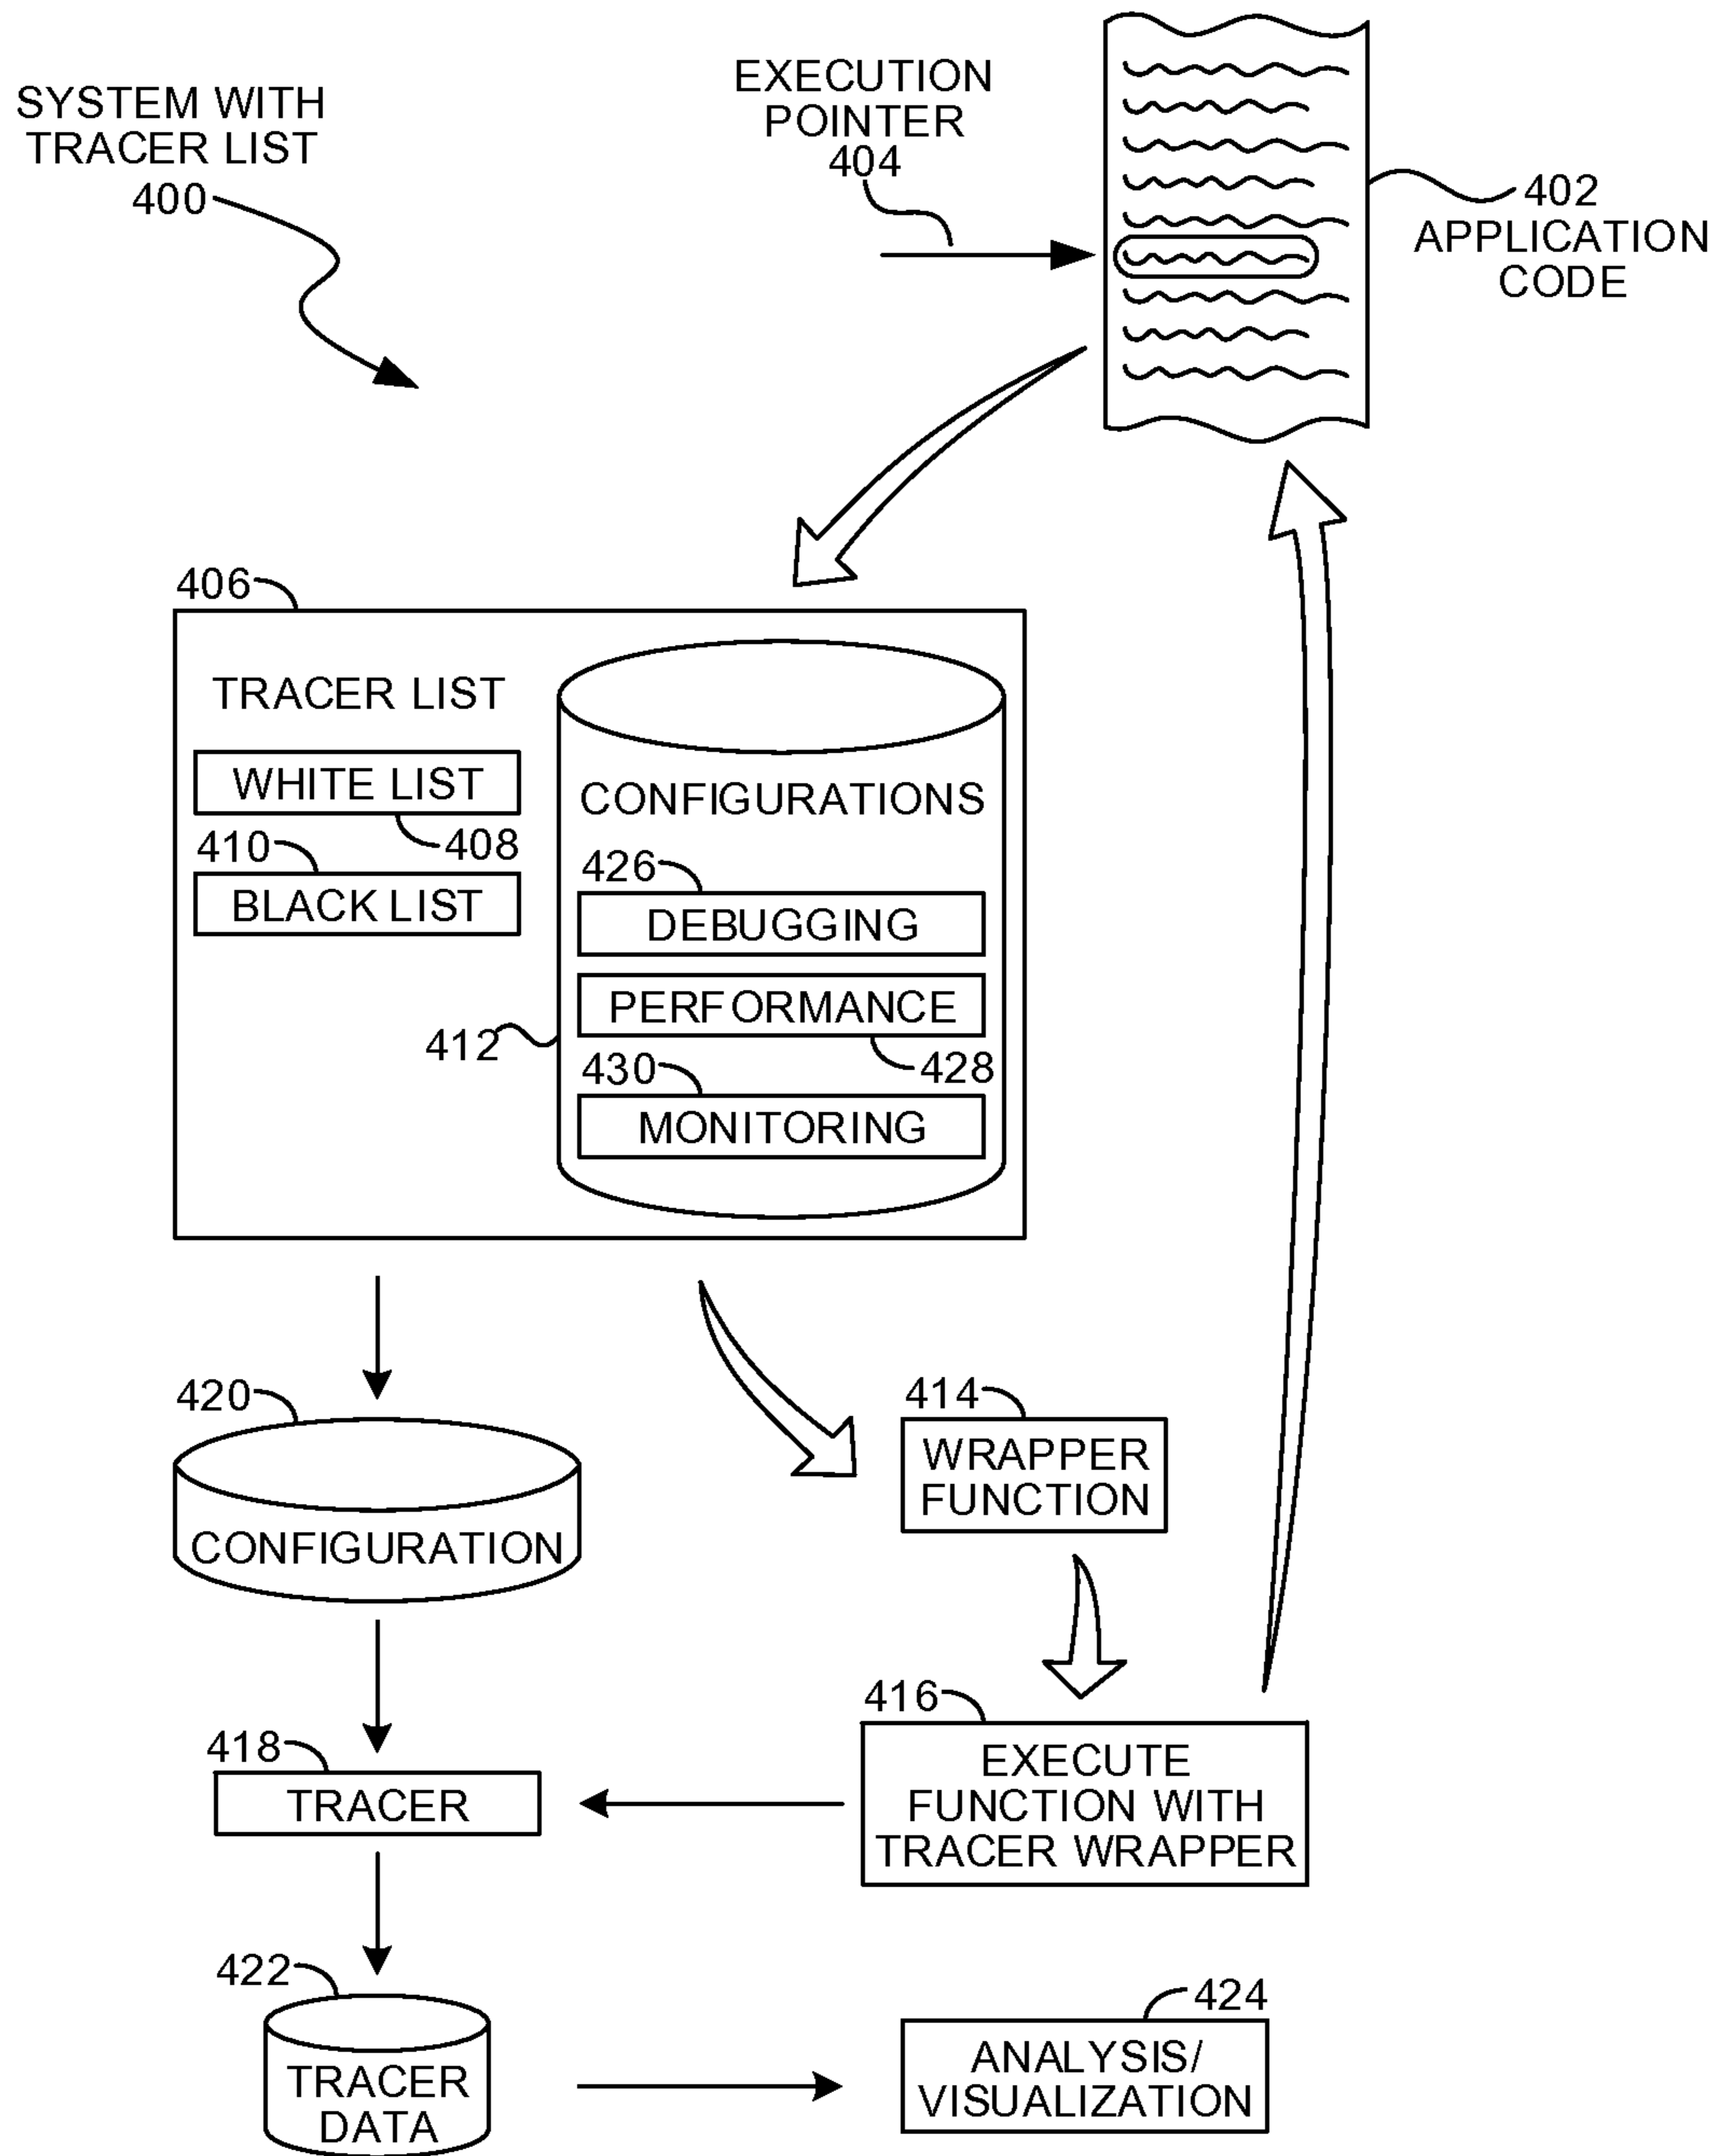 SYSTEM WITH
TRACER LIST
400
EXECUTION
POINTER
404
402
APPLICATION
CODE
406
TRACER LIST
WHITE LIST
408
410
BLACK LIST
CONFIGURATIONS
426
DEBUGGING
PERFORMANCE
412
428
430
MONITORING
420
CONFIGURATION
414
WRAPPER
FUNCTION
416
EXECUTE
FUNCTION WITH
TRACER WRAPPER
418
TRACER
422
TRACER
DATA
424
ANALYSIS/
VISUALIZATION